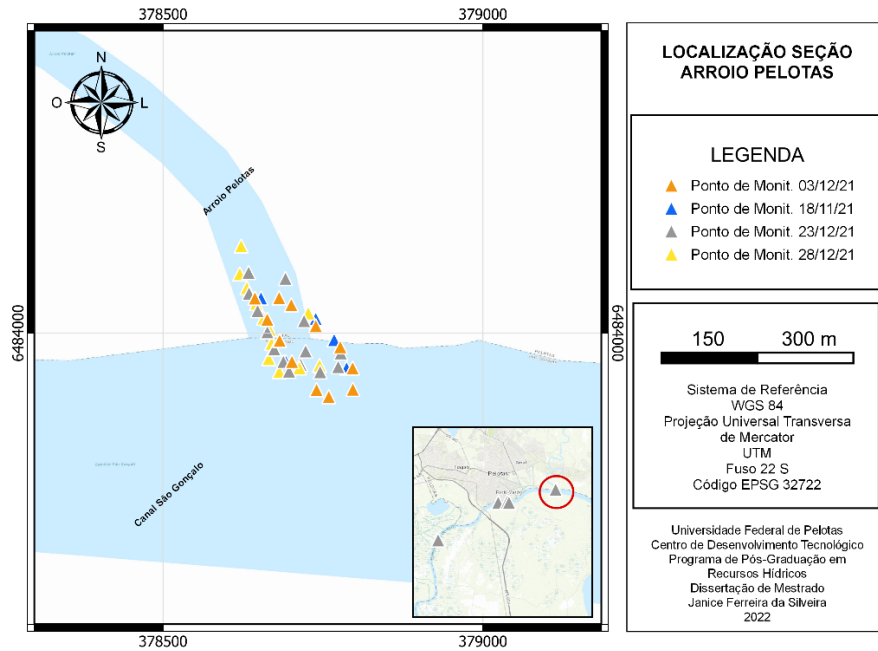 378500
379000
N
O
L
S
Arroio Pelotas
6484000
6484000
Canal São Gonçalo
Pelotas
378500
379000
LOCALIZAÇÃO SEÇÃO
ARROIO PELOTAS
LEGENDA
Ponto de Monit. 03/12/21
Ponto de Monit. 18/11/21
Ponto de Monit. 23/12/21
Ponto de Monit. 28/12/21
150
300 m
Sistema de Referência
WGS 84
Projeção Universal Transversa
de Mercator
UTM
Fuso 22 S
Código EPSG 32722
Universidade Federal de Pelotas
Centro de Desenvolvimento Tecnológico
Programa de Pós-Graduação em
Recursos Hídricos
Dissertação de Mestrado
Janice Ferreira da Silveira
2022